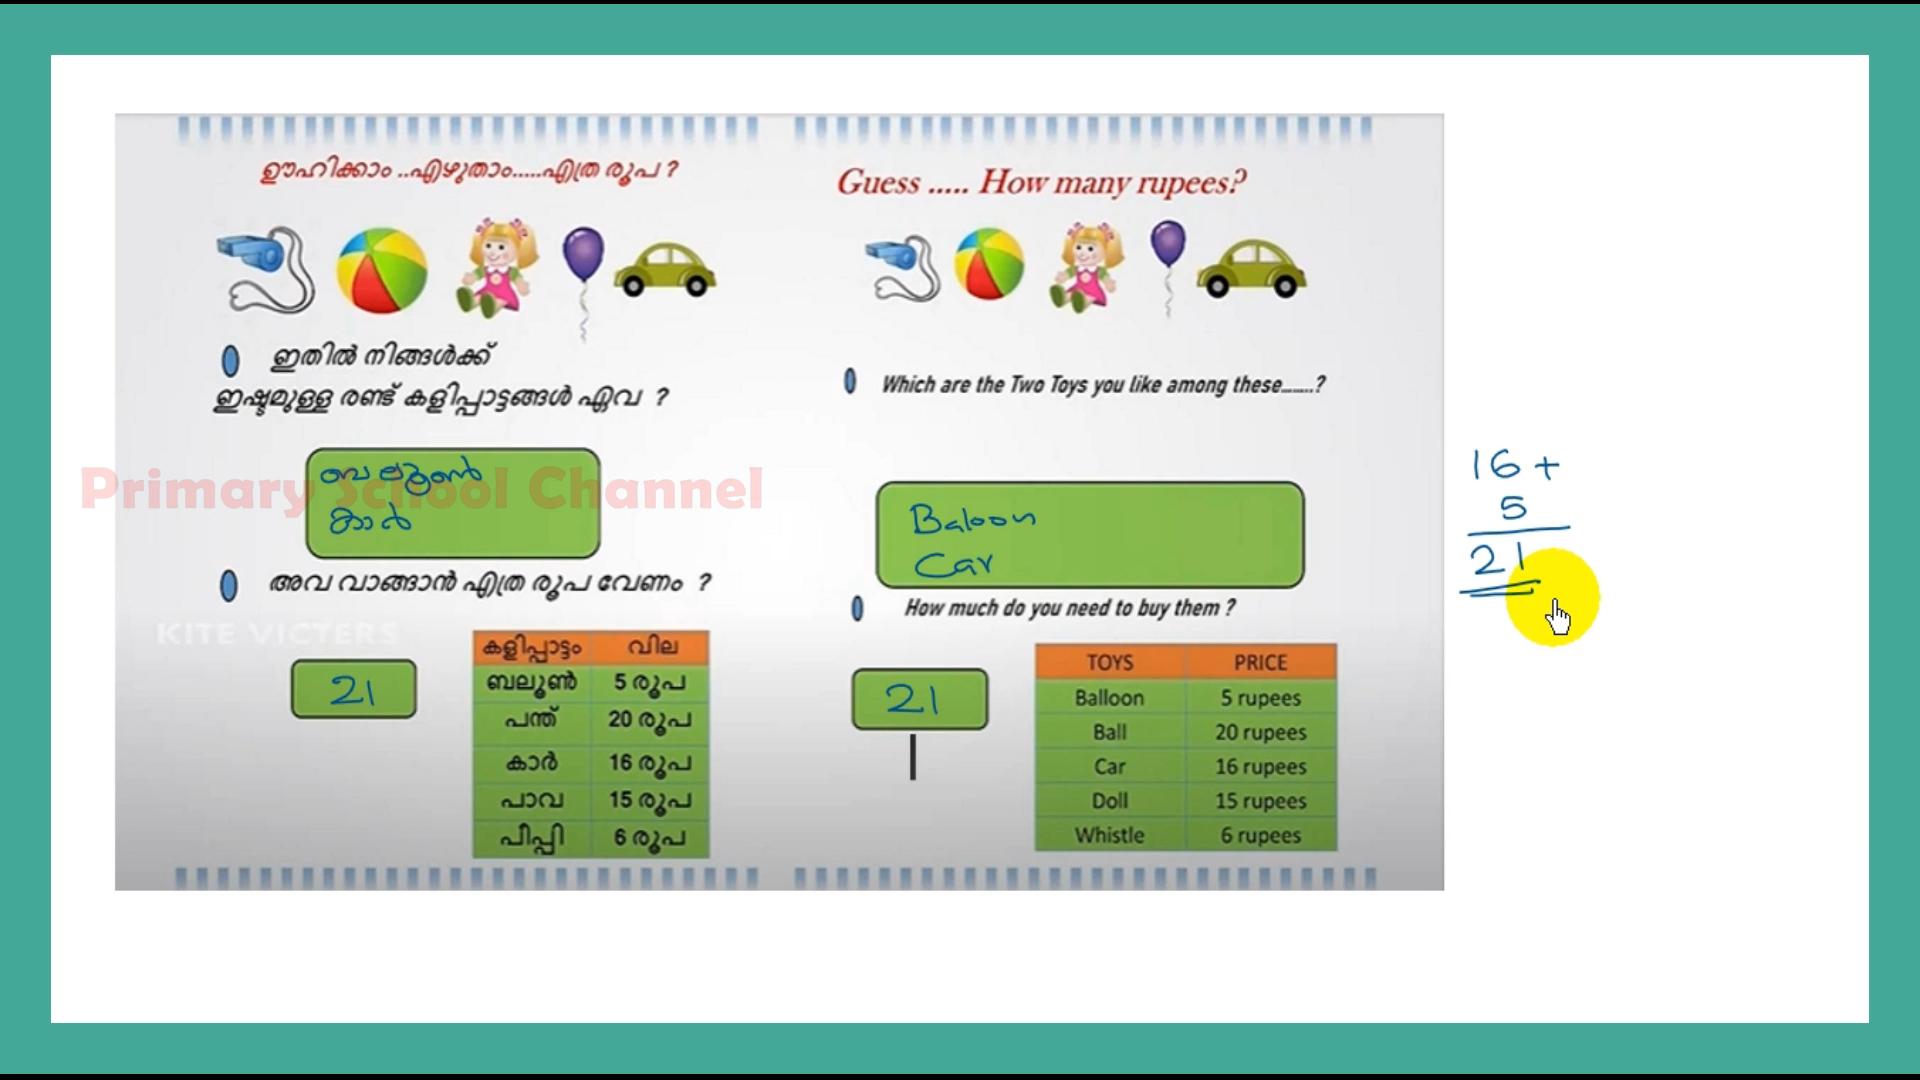 ഊഹിക്കാം ..എഴുതാം.....എത്ര രൂപ ?
ഇതിൽ നിങ്ങൾക്ക്
ഇഷ്ടമുള്ള രണ്ട് കളിപ്പാട്ടങ്ങൾ ഏവ ?
Primary School Channel
ബലൂൺ
കാർ
അവ വാങ്ങാൻ എത്ര രൂപ വേണം ?
KITE VICTERS
21
കളിപ്പാട്ടം വില
ബലൂൺ 5 രൂപ
പന്ത് 20 രൂപ
കാർ 16 രൂപ
പാവ 15 രൂപ
പീപ്പി 6 രൂപ
Guess ..... How many rupees?
Which are the Two Toys you like among these.......?
Baloon
Car
How much do you need to buy them ?
21
TOYS PRICE
Balloon 5 rupees
Ball 20 rupees
Car 16 rupees
Doll 15 rupees
Whistle 6 rupees
16 +
5
21